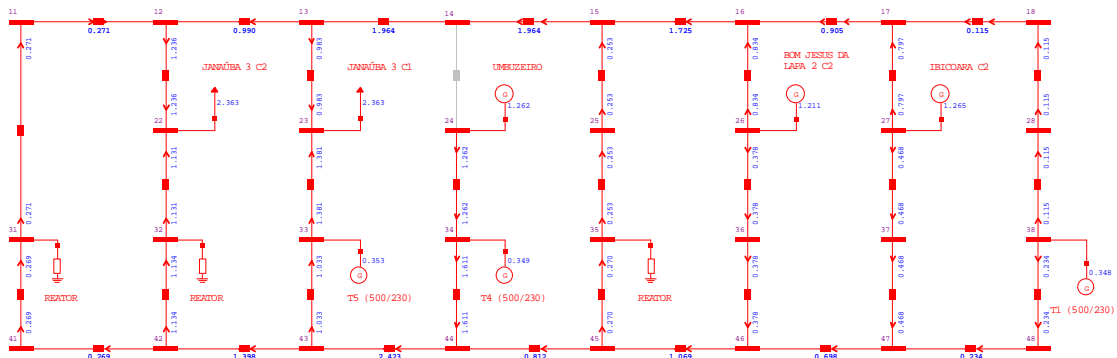 11 12 13 14 15 16 17 18
0.271 0.990 1.964 1.964 1.725 0.905 0.115
0.271 1.236 0.983 0.253 0.834 0.797 0.115
JANAÚBA 3 C2 JANAÚBA 3 C1 UMBUZEIRO BOM JESUS DA
LAPA 2 C2 IBICOARA C2
G G G
2.363 2.363 1.262 1.211 1.265
1.236 0.983 0.253 0.834 0.797 0.115
22 23 24 25 26 27 28
1.131 1.381 1.262 0.253 0.378 0.468 0.115
0.271 1.131 1.381 1.262 0.253 0.378 0.468 0.115
31 32 33 34 35 36 37 38
0.353 0.349 0.348
G G G
0.269 1.134 1.033 1.611 0.270 0.378 0.468 0.234
REATOR REATOR T5 (500/230) T4 (500/230) REATOR T1 (500/230)
0.269 1.134 1.033 1.611 0.270 0.378 0.468 0.234
41 42 43 44 45 46 47 48
0.269 1.398 2.423 0.812 1.069 0.698 0.234